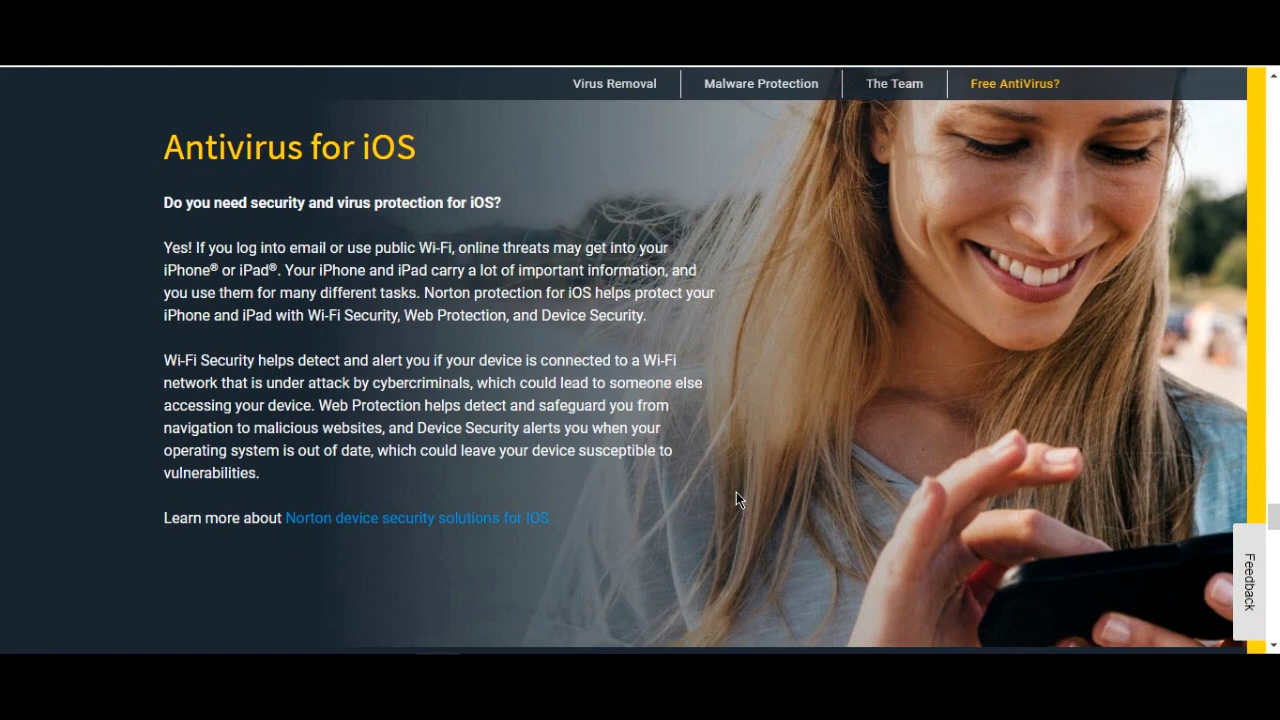 Virus Removal
Malware Protection
The Team
Free AntiVirus?
Antivirus for iOS
Do you need security and virus protection for iOS?
Yes! If you log into email or use public Wi-Fi, online threats may get into your
iPhone® or iPad®. Your iPhone and iPad carry a lot of important information, and
you use them for many different tasks. Norton protection for iOS helps protect your
iPhone and iPad with Wi-Fi Security, Web Protection, and Device Security.
Wi-Fi Security helps detect and alert you if your device is connected to a Wi-Fi
network that is under attack by cybercriminals, which could lead to someone else
accessing your device. Web Protection helps detect and safeguard you from
navigation to malicious websites, and Device Security alerts you when your
operating system is out of date, which could leave your device susceptible to
vulnerabilities.
Learn more about Norton device security solutions for iOS
Feedback